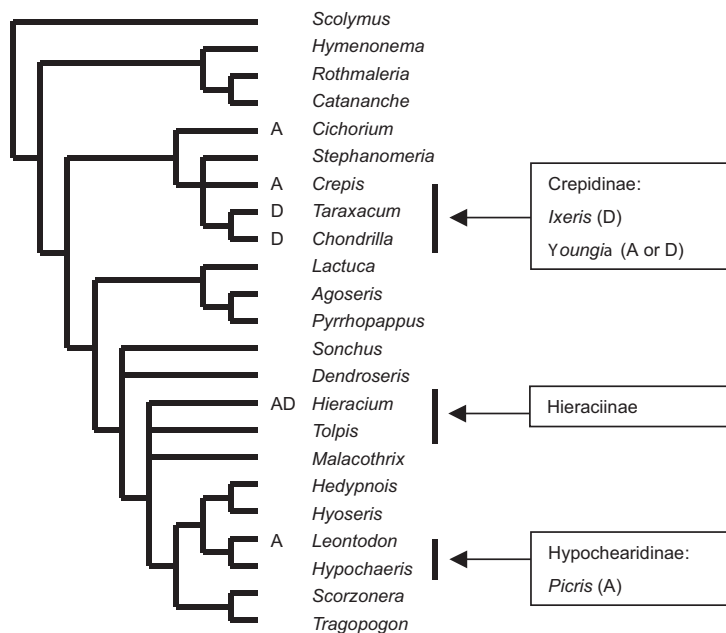 Scolymus
Hymenonema
Rothmaleria
Catananche
A Cichorium
Stephanomeria
A Crepis
D Taraxacum
D Chondrilla
Lactuca
Agoseris
Pyrrhopappus
Sonchus
Dendroseris
AD Hieracium
Tolpis
Malacothrix
Hedypnois
Hyoseris
A Leontodon
Hypochaeris
Scorzonera
Tragopogon
Crepidinae:
Ixeris (D)
Youngia (A or D)
Hieraciinae
Hypochearidinae:
Picris (A)